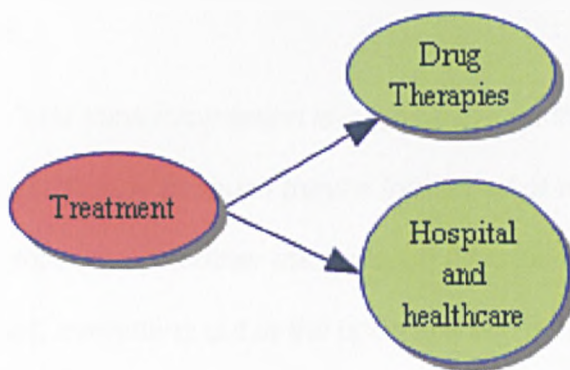 Drug
Therapies
Treatment
Hospital
and
healthcare